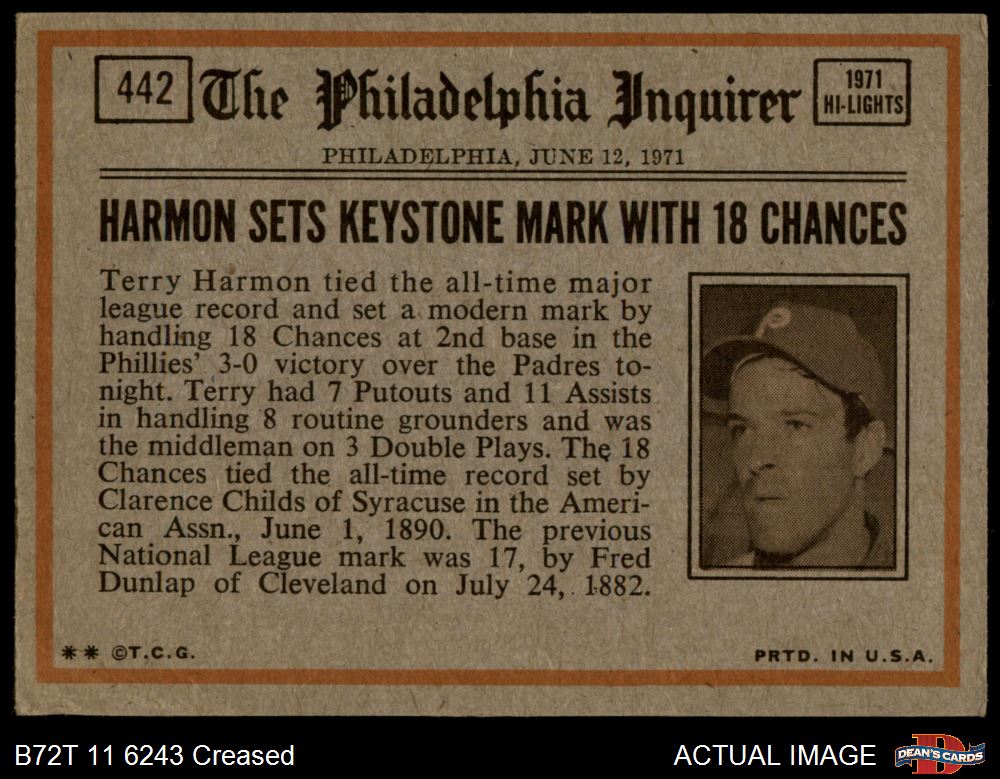 442
The Philadelphia Inquirer
1971
HI-LIGHTS
PHILADELPHIA, JUNE 12, 1971
HARMON SETS KEYSTONE MARK WITH 18 CHANCES
Terry Harmon tied the all-time major
league record and set a modern mark by
handling 18 Chances at 2nd base in the
Phillies' 3-0 victory over the Padres to-
night. Terry had 7 Putouts and 11 Assists
in handling 8 routine grounders and was
the middleman on 3 Double Plays. The 18
Chances tied the all-time record set by
Clarence Childs of Syracuse in the Ameri-
can Assn., June 1, 1890. The previous
National League mark was 17, by Fred
Dunlap of Cleveland on July 24, 1882.
P
** ©T.C.G.
PRTD. IN U.S.A.
B72T 11 6243 Creased
ACTUAL IMAGE
D
DEAN'S CARDS